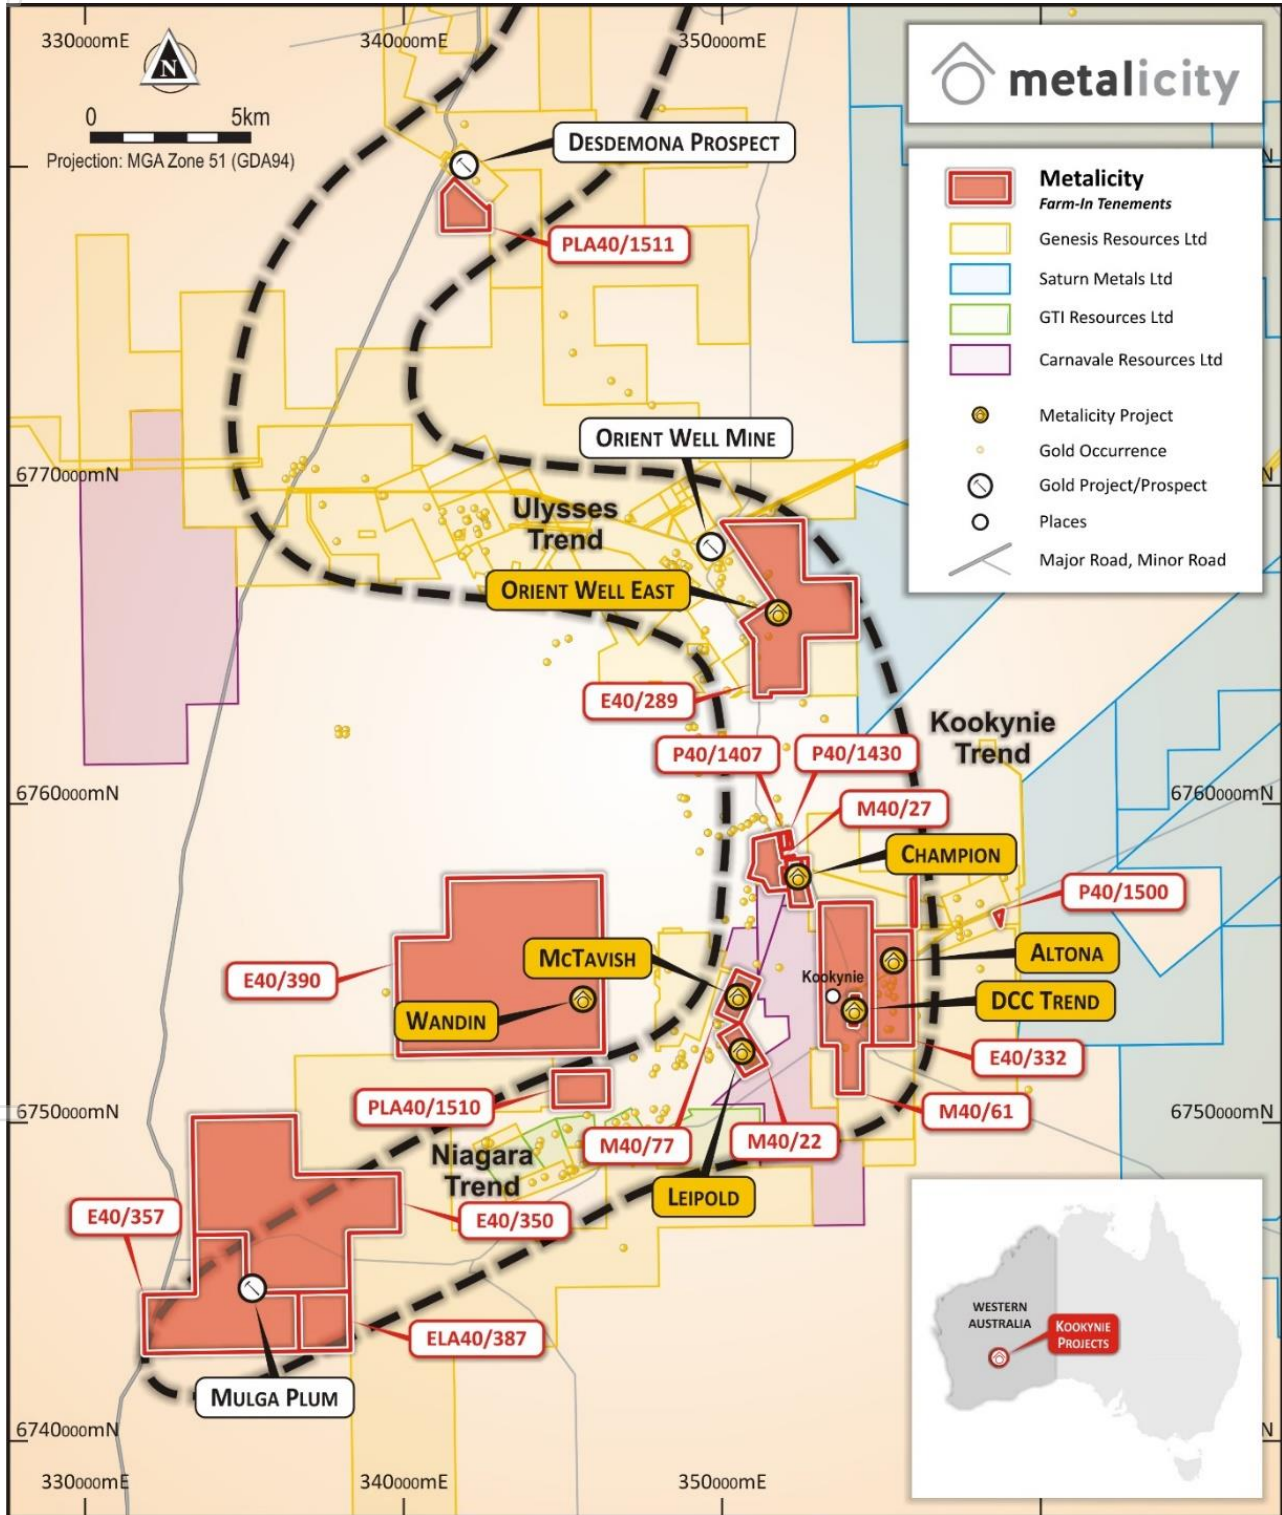 330000mE
340000mE
350000mE
N
0
5km
Projection: MGA Zone 51 (GDA94)
metalicity
Metalicity
Farm-In Tenements
Genesis Resources Ltd
Saturn Metals Ltd
GTI Resources Ltd
Carnavale Resources Ltd
Metalicity Project
Gold Occurrence
Gold Project/Prospect
Places
Major Road, Minor Road
DESDEMONA PROSPECT
PLA40/1511
ORIENT WELL MINE
6770000mN
Ulysses
Trend
ORIENT WELL EAST
E40/289
Kookynie
Trend
P40/1407
P40/1430
6760000mN
6760000mN
M40/27
CHAMPION
P40/1500
MCTAVISH
ALTONA
E40/390
Kookynie
WANDIN
DCC TREND
E40/332
PLA40/1510
M40/61
6750000mN
6750000mN
M40/77
M40/22
Niagara
Trend
LEIPOLD
E40/357
E40/350
ELA40/387
MULGA PLUM
WESTERN
AUSTRALIA
KOOKYNIE
PROJECTS
6740000mN
N
330000mE
340000mE
350000mE